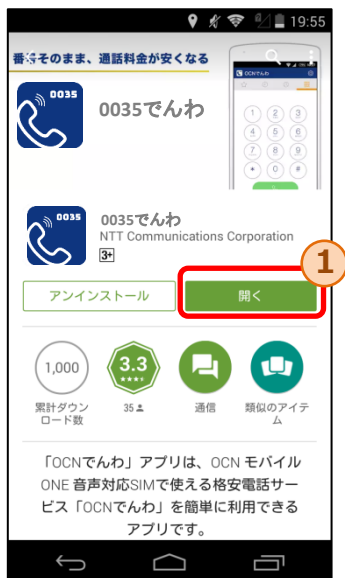 19:55
番号そのまま、通話料金が安くなる
OCNでんわ
1 2 3
4 5 6
7 8 9
* 0 #
0035
0035でんわ
0035
0035でんわ
NTT Communications Corporation
3+
1
アンインストール
開く
1,000
3.3
累計ダウン
ロード数
35
通信
類似のアイテ
ム
「OCNでんわ」アプリは、OCN モバイル
ONE 音声対応SIMで使える格安電話サー
ビス「OCNでんわ」を簡単に利用できる
アプリです。